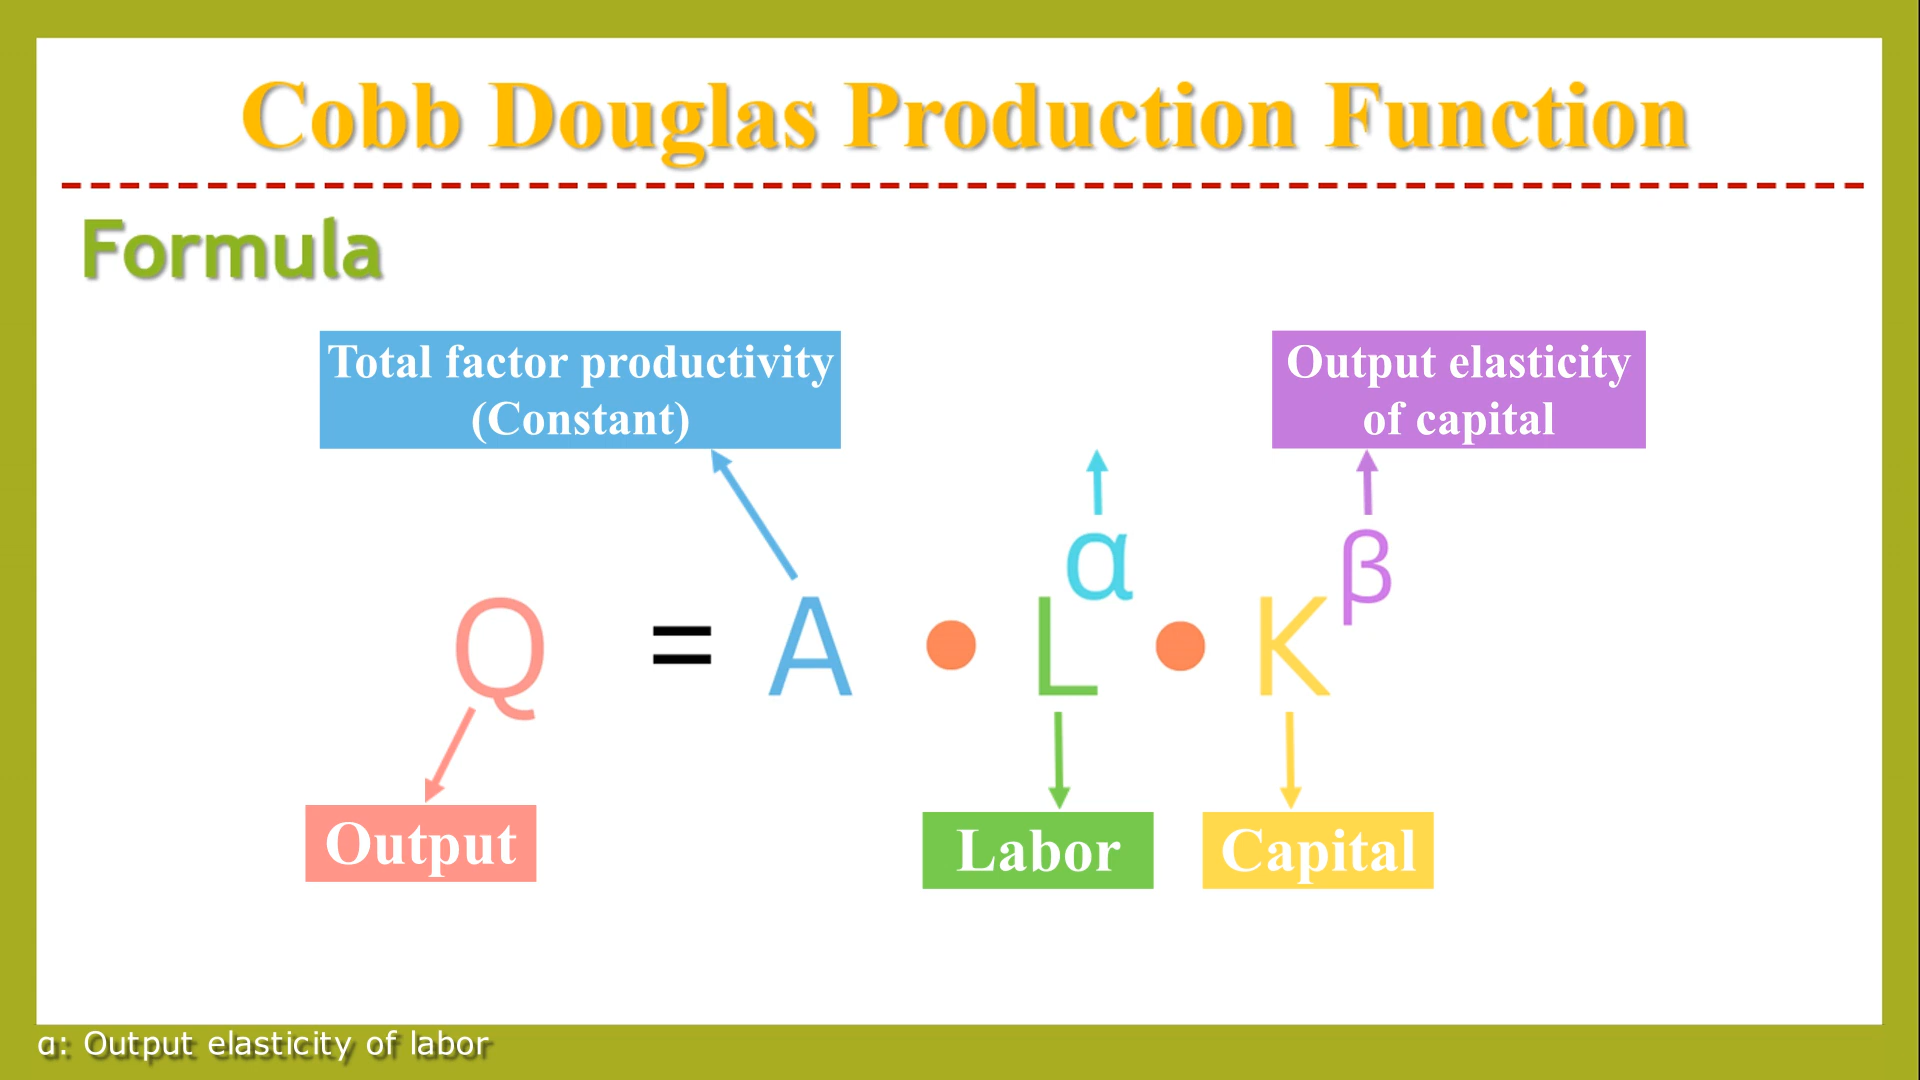 Cobb Douglas Production Function
Formula
Total factor productivity
(Constant)
Output elasticity
of capital
Q = A • L^α • K^β
Output
Labor
Capital
α: Output elasticity of labor